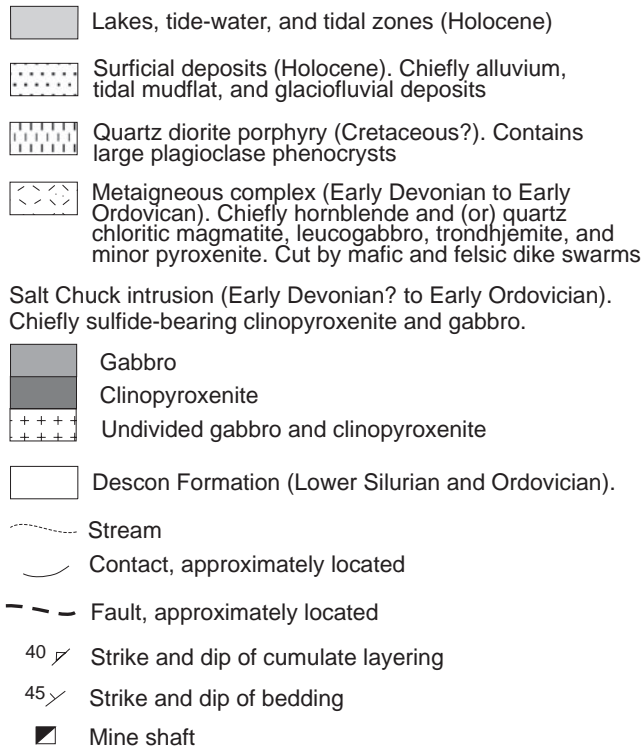 Lakes, tide-water, and tidal zones (Holocene)
Surficial deposits (Holocene). Chiefly alluvium,
tidal mudflat, and glaciofluvial deposits
Quartz diorite porphyry (Cretaceous?). Contains
large plagioclase phenocrysts
Metaigneous complex (Early Devonian to Early
Ordovican). Chiefly hornblende and (or) quartz
chloritic magmatite, leucogabbro, trondhjemite, and
minor pyroxenite. Cut by mafic and felsic dike swarms
Salt Chuck intrusion (Early Devonian? to Early Ordovician).
Chiefly sulfide-bearing clinopyroxenite and gabbro.
Gabbro
Clinopyroxenite
Undivided gabbro and clinopyroxenite
Descon Formation (Lower Silurian and Ordovician).
Stream
Contact, approximately located
Fault, approximately located
40 Strike and dip of cumulate layering
45 Strike and dip of bedding
Mine shaft